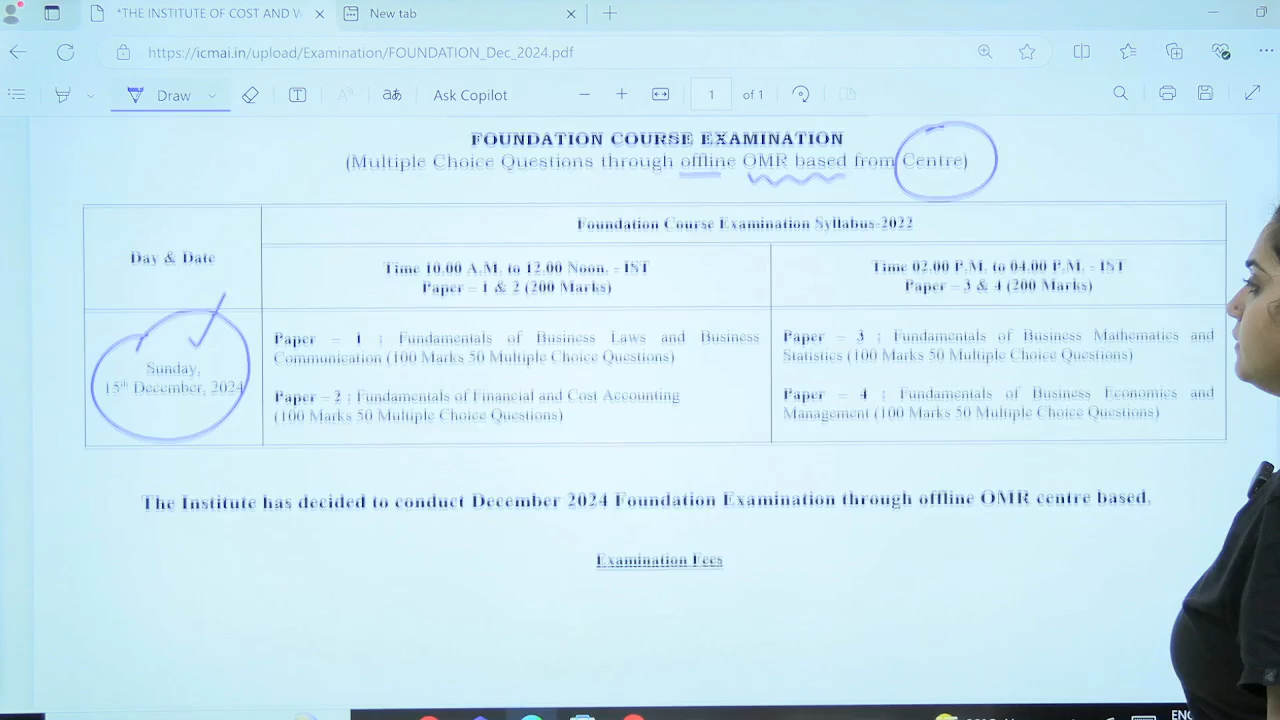 *THE INSTITUTE OF COST AND W
New tab
https://icmai.in/upload/Examination/FOUNDATION_Dec_2024.pdf
Draw
aあ
Ask Copilot
1
of 1
FOUNDATION COURSE EXAMINATION
(Multiple Choice Questions through offline OMR based from Centre)
Foundation Course Examination Syllabus-2022
Day & Date
Time 10.00 A.M. to 12.00 Noon. - IST
Paper – 1 & 2 (200 Marks)
Time 02.00 P.M. to 04.00 P.M. - IST
Paper – 3 & 4 (200 Marks)
Sunday,
15th December, 2024
Paper – 1 : Fundamentals of Business Laws and Business
Communication (100 Marks 50 Multiple Choice Questions)
Paper – 2 : Fundamentals of Financial and Cost Accounting
(100 Marks 50 Multiple Choice Questions)
Paper – 3 : Fundamentals of Business Mathematics and
Statistics (100 Marks 50 Multiple Choice Questions)
Paper – 4 : Fundamentals of Business Economics and
Management (100 Marks 50 Multiple Choice Questions)
The Institute has decided to conduct December 2024 Foundation Examination through offline OMR centre based.
Examination Fees
ENG